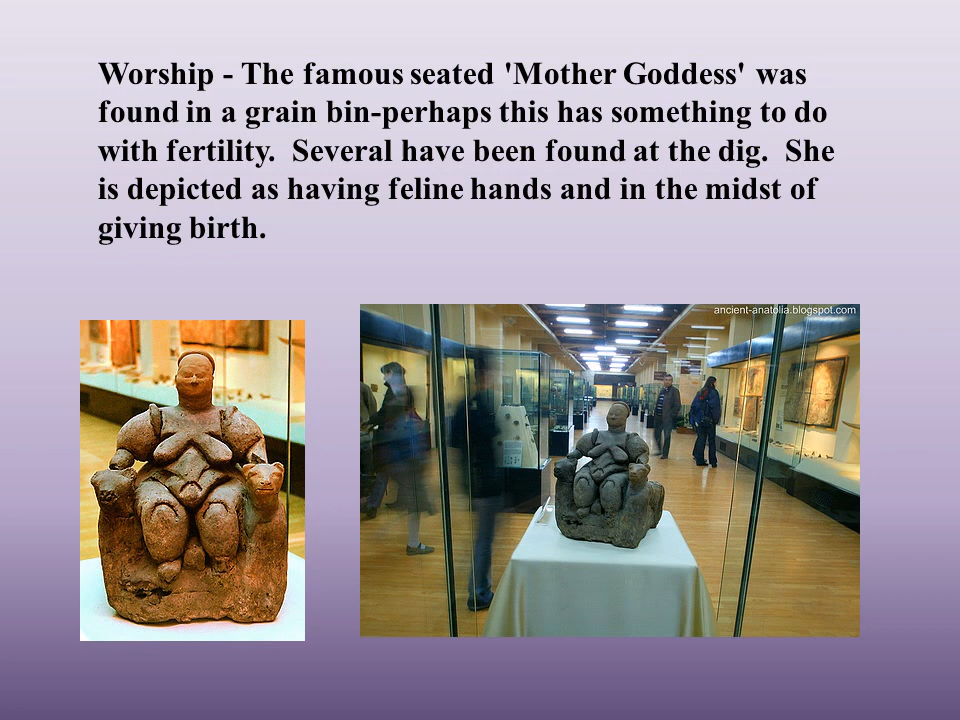 Worship - The famous seated 'Mother Goddess' was
found in a grain bin-perhaps this has something to do
with fertility.  Several have been found at the dig.  She
is depicted as having feline hands and in the midst of
giving birth.
ancient-anatolia.blogspot.com